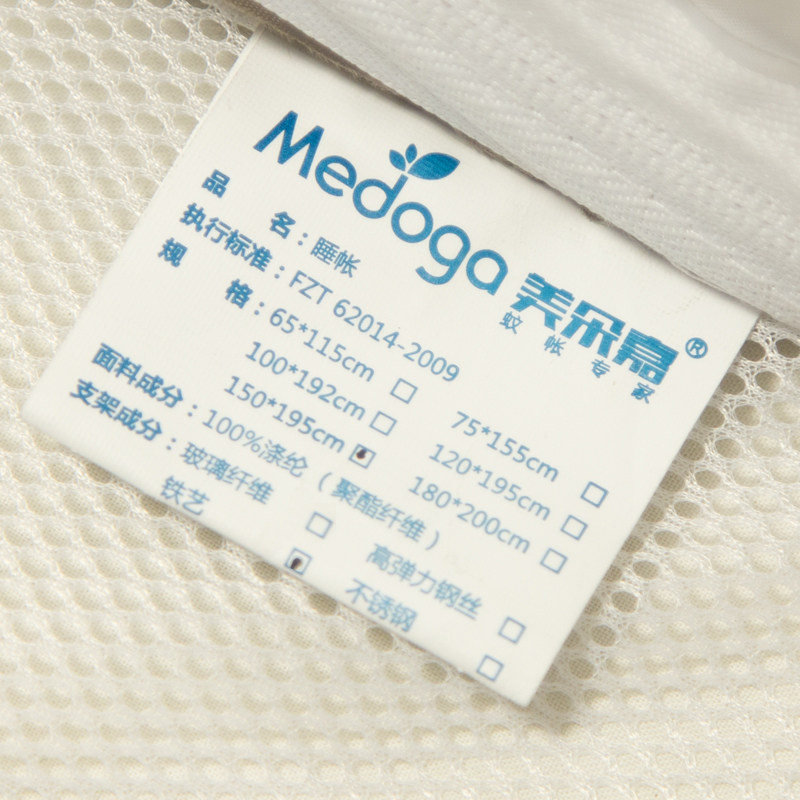 Medoga 美朵嘉®
蚊帐专家
品 名：睡帐
执行标准：FZT 62014-2009
规 格：65*115cm □ 75*155cm □
100*192cm □ 120*195cm □
150*195cm ☑ 180*200cm □
面料成分：100%涤纶（聚酯纤维）
支架成分：玻璃纤维 □ 高弹力钢丝 □
铁艺 ☑ 不锈钢 □